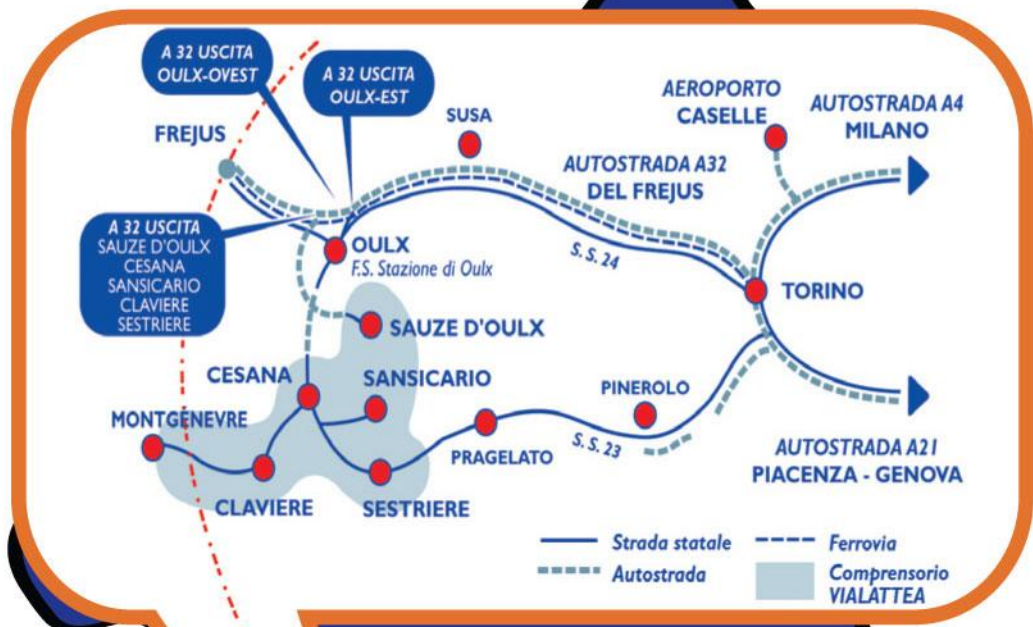 A 32 USCITA
OULX-OVEST
A 32 USCITA
OULX-EST
SUSA
AEROPORTO
CASELLE
AUTOSTRADA A4
MILANO
FREJUS
AUTOSTRADA A32
DEL FREJUS
A 32 USCITA
SAUZE D'OULX
CESANA
SANSICARIO
CLAVIERE
SESTRIERE
OULX
F.S. Stazione di Oulx
S.S. 24
TORINO
SAUZE D'OULX
CESANA
SANSICARIO
PINEROLO
MONTGENEVRE
S.S. 23
PRAGELATO
AUTOSTRADA A21
PIACENZA - GENOVA
CLAVIERE
SESTRIERE
Strada statale
Ferrovia
Autostrada
Comprensorio
VIALATTEA